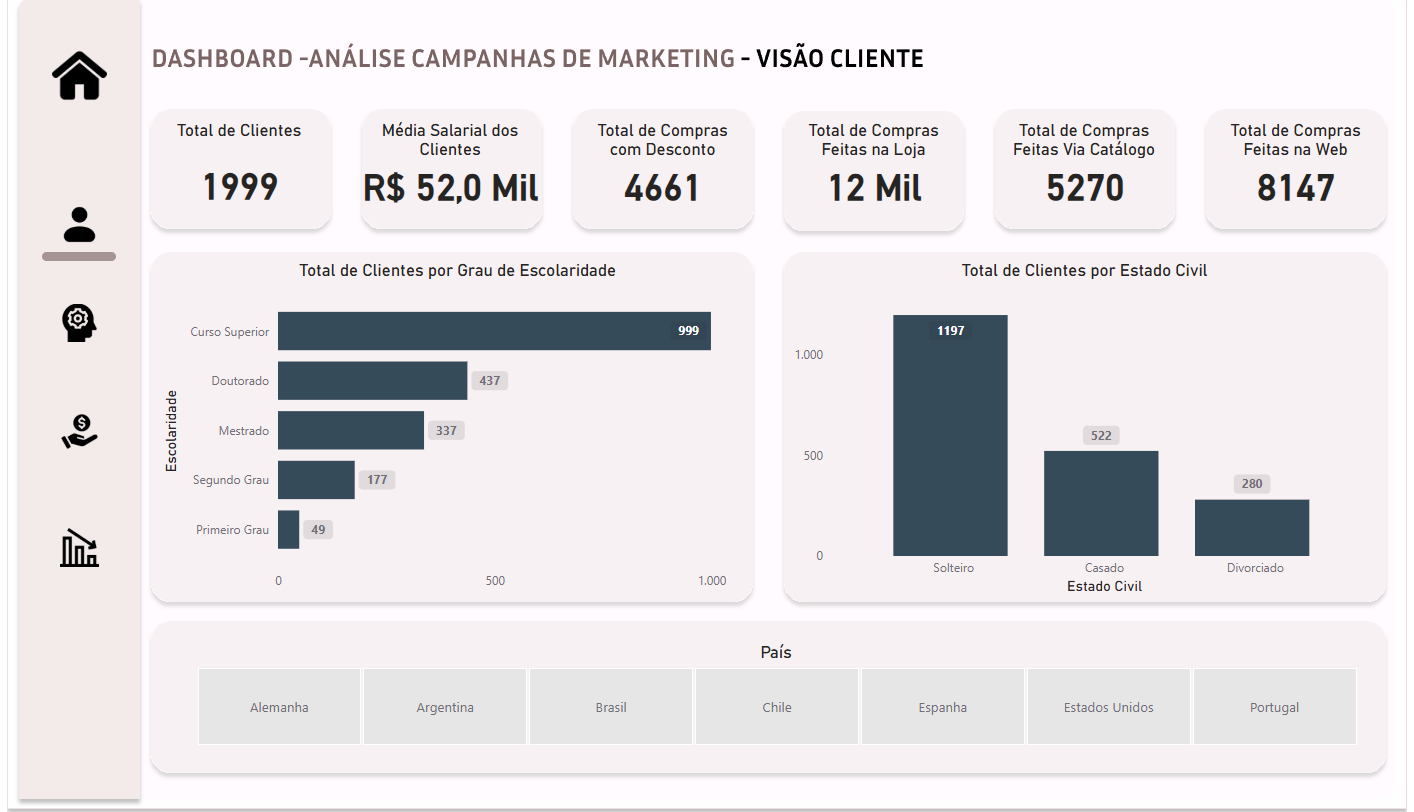 DASHBOARD -ANÁLISE CAMPANHAS DE MARKETING - VISÃO CLIENTE
Total de Clientes
1999
Média Salarial dos
Clientes
R$ 52,0 Mil
Total de Compras
com Desconto
4661
Total de Compras
Feitas na Loja
12 Mil
Total de Compras
Feitas Via Catálogo
5270
Total de Compras
Feitas na Web
8147
Total de Clientes por Grau de Escolaridade
Escolaridade
Curso Superior
999
Doutorado
437
Mestrado
337
Segundo Grau
177
Primeiro Grau
49
0
500
1.000
Total de Clientes por Estado Civil
1.000
500
0
1197
522
280
Solteiro
Casado
Divorciado
Estado Civil
País
Alemanha
Argentina
Brasil
Chile
Espanha
Estados Unidos
Portugal